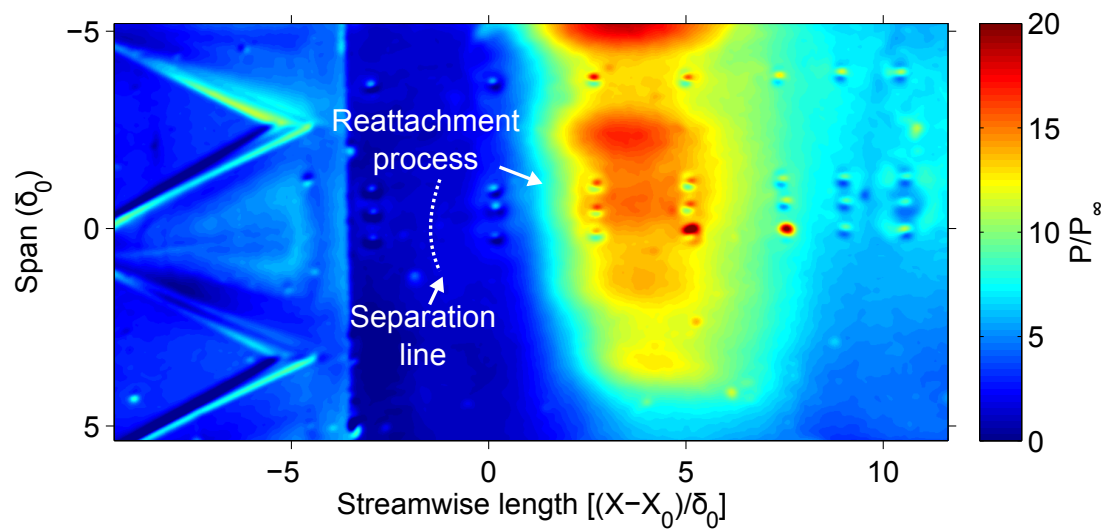 −5
0
5
Span (δ₀)
Reattachment
process
Separation
line
−5
0
5
10
Streamwise length [(X−X₀)/δ₀]
20
15
10
5
0
P/P∞